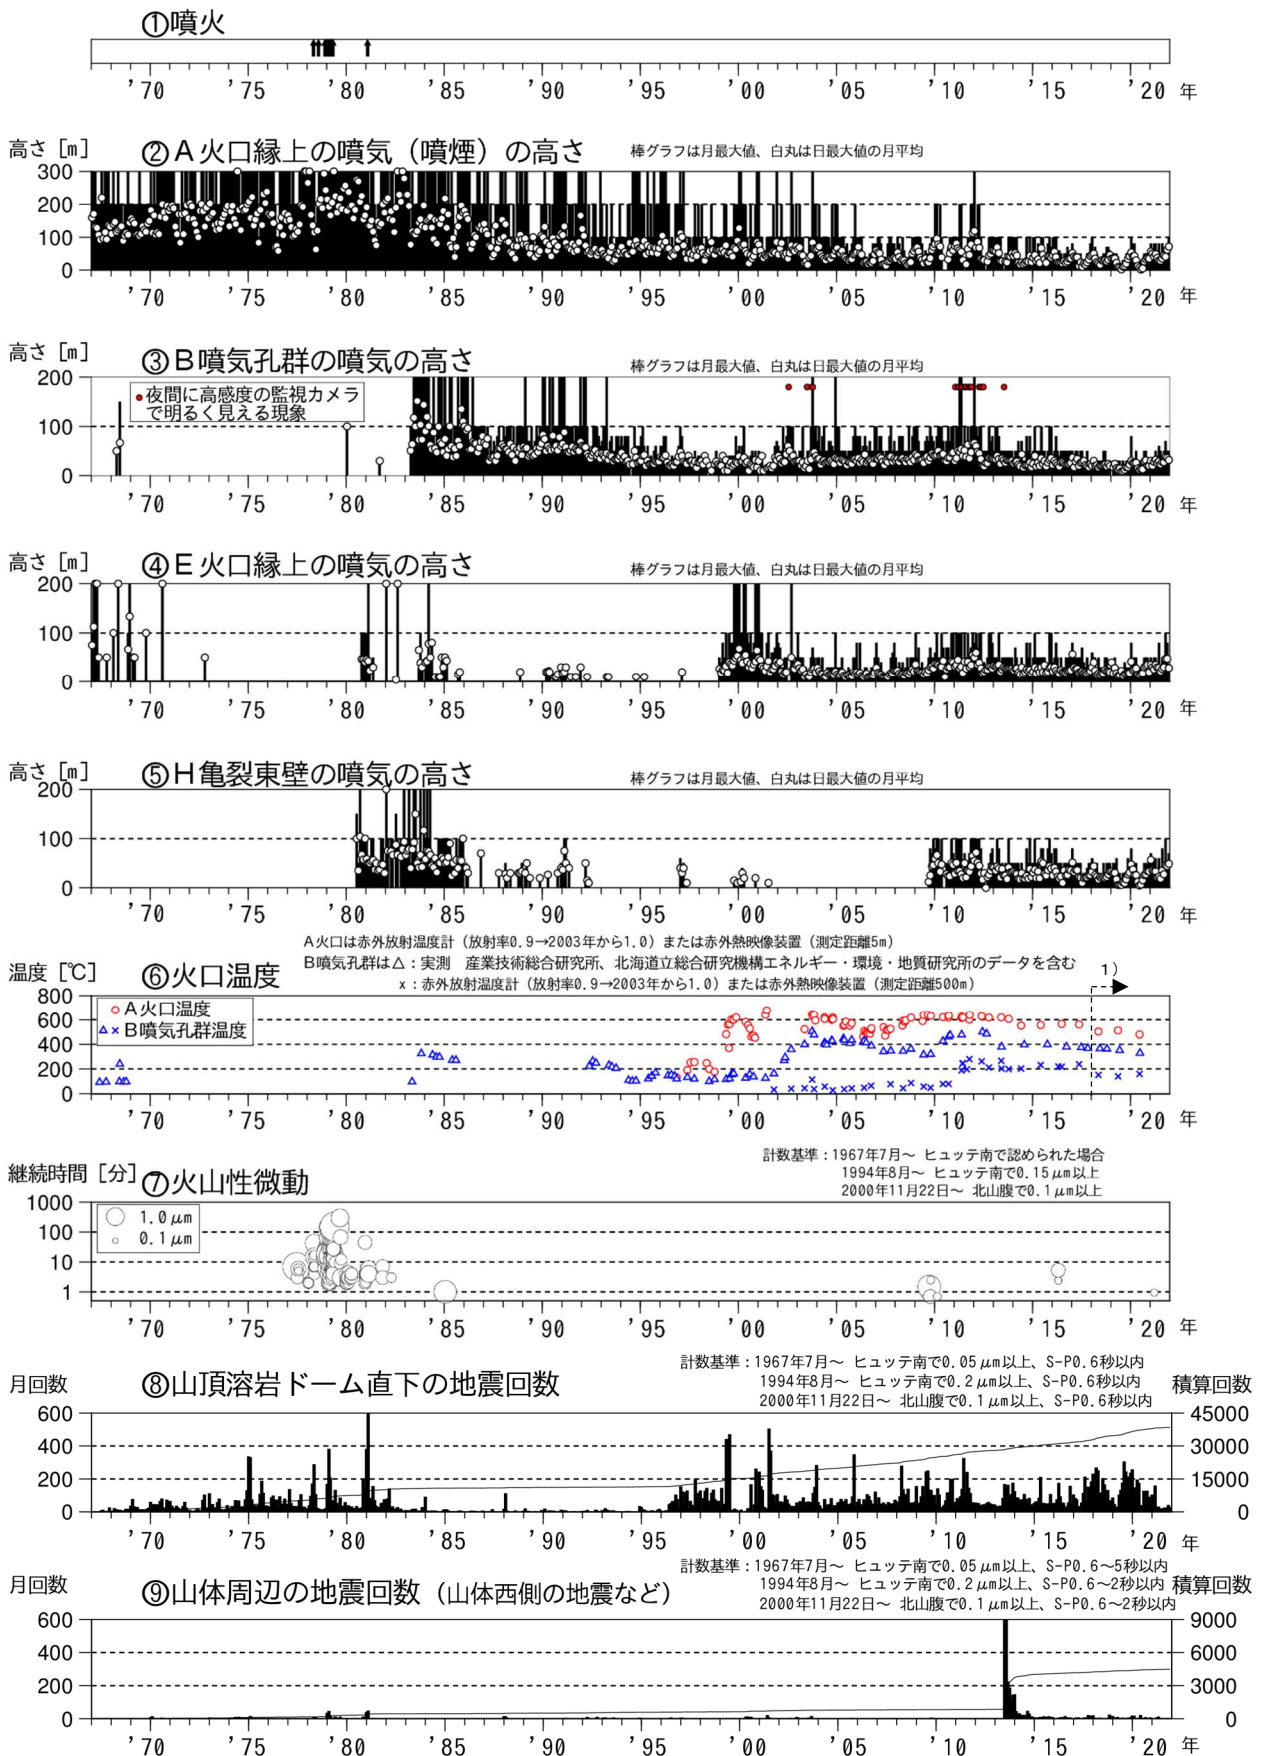 ①噴火
'70 '75 '80 '85 '90 '95 '00 '05 '10 '15 '20 年
高さ [m] ②A火口縁上の噴気（噴煙）の高さ 棒グラフは月最大値、白丸は日最大値の月平均
300
200
100
0
'70 '75 '80 '85 '90 '95 '00 '05 '10 '15 '20 年
高さ [m] ③B噴気孔群の噴気の高さ 棒グラフは月最大値、白丸は日最大値の月平均
200
夜間に高感度の監視カメラ
で明るく見える現象
100
0
'70 '75 '80 '85 '90 '95 '00 '05 '10 '15 '20 年
高さ [m] ④E火口縁上の噴気の高さ 棒グラフは月最大値、白丸は日最大値の月平均
200
100
0
'70 '75 '80 '85 '90 '95 '00 '05 '10 '15 '20 年
高さ [m] ⑤H亀裂東壁の噴気の高さ 棒グラフは月最大値、白丸は日最大値の月平均
200
100
0
'70 '75 '80 '85 '90 '95 '00 '05 '10 '15 '20 年
A火口は赤外放射温度計（放射率0.9→2003年から1.0）または赤外熱映像装置（測定距離5m）
温度 [℃] ⑥火口温度 B噴気孔群は△：実測 産業技術総合研究所、北海道立総合研究機構エネルギー・環境・地質研究所のデータを含む
x：赤外放射温度計（放射率0.9→2003年から1.0）または赤外熱映像装置（測定距離500m）
1)
800
○ A火口温度
600
△ × B噴気孔群温度
400
200
0
'70 '75 '80 '85 '90 '95 '00 '05 '10 '15 '20 年
計数基準：1967年7月～ ヒュッテ南で認められた場合
継続時間 [分] ⑦火山性微動 1994年8月～ ヒュッテ南で0.15μm以上
2000年11月22日～ 北山腹で0.1μm以上
1000
1.0μm
100
0.1μm
10
1
'70 '75 '80 '85 '90 '95 '00 '05 '10 '15 '20 年
計数基準：1967年7月～ ヒュッテ南で0.05μm以上、S-P0.6秒以内
月回数 ⑧山頂溶岩ドーム直下の地震回数 1994年8月～ ヒュッテ南で0.2μm以上、S-P0.6秒以内 積算回数
2000年11月22日～ 北山腹で0.1μm以上、S-P0.6秒以内
600 45000
400 30000
200 15000
0 0
'70 '75 '80 '85 '90 '95 '00 '05 '10 '15 '20 年
計数基準：1967年7月～ ヒュッテ南で0.05μm以上、S-P0.6～5秒以内
月回数 ⑨山体周辺の地震回数（山体西側の地震など） 1994年8月～ ヒュッテ南で0.2μm以上、S-P0.6～2秒以内 積算回数
2000年11月22日～ 北山腹で0.1μm以上、S-P0.6～2秒以内
600 9000
400 6000
200 3000
0 0
'70 '75 '80 '85 '90 '95 '00 '05 '10 '15 '20 年